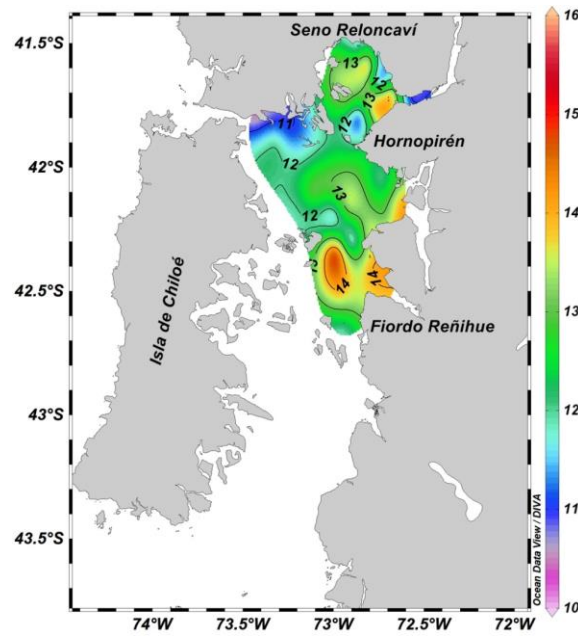 Seno Reloncaví
Hornopirén
Isla de Chiloé
Fiordo Reñihue
41.5°S
42°S
42.5°S
43°S
43.5°S
74°W
73.5°W
73°W
72.5°W
72°W
13
12
13
12
11
12
13
12
13
14
14
16
15
14
13
12
11
10
Ocean Data View / DIVA